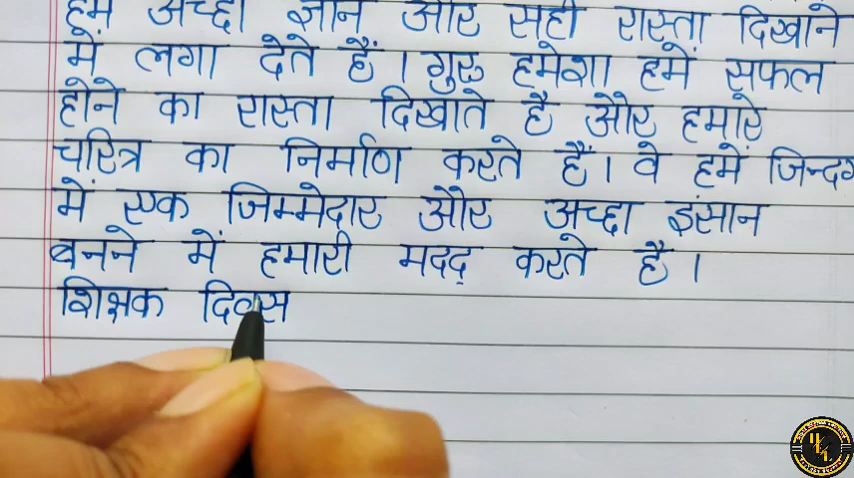 हमें अच्छा ज्ञान और सही रास्ता दिखाने
में लगा देते हैं । गुरु हमेशा हमें सफल
होने का रास्ता दिखाते है और हमारे
चरित्र का निर्माण करते हैं । वे हमें
में एक जिम्मेदार और अच्छा इंसान
बनने में हमारी मदद् करते है ।
शिक्षक दिवस